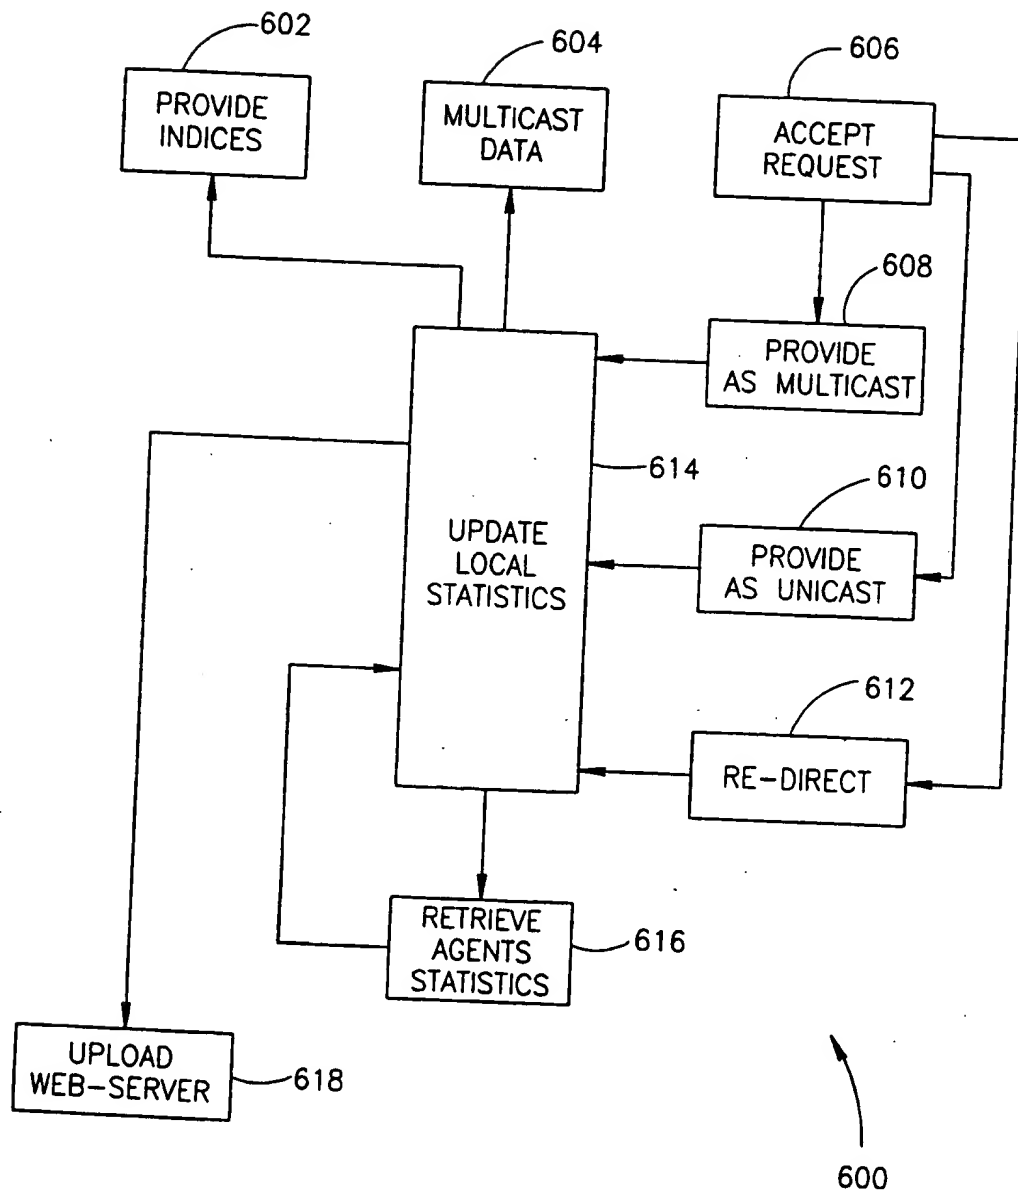 602
604
606
PROVIDE
INDICES
MULTICAST
DATA
ACCEPT
REQUEST
608
PROVIDE
AS MULTICAST
614
610
UPDATE
LOCAL
STATISTICS
PROVIDE
AS UNICAST
612
RE-DIRECT
RETRIEVE
AGENTS
STATISTICS
616
UPLOAD
WEB-SERVER
618
600